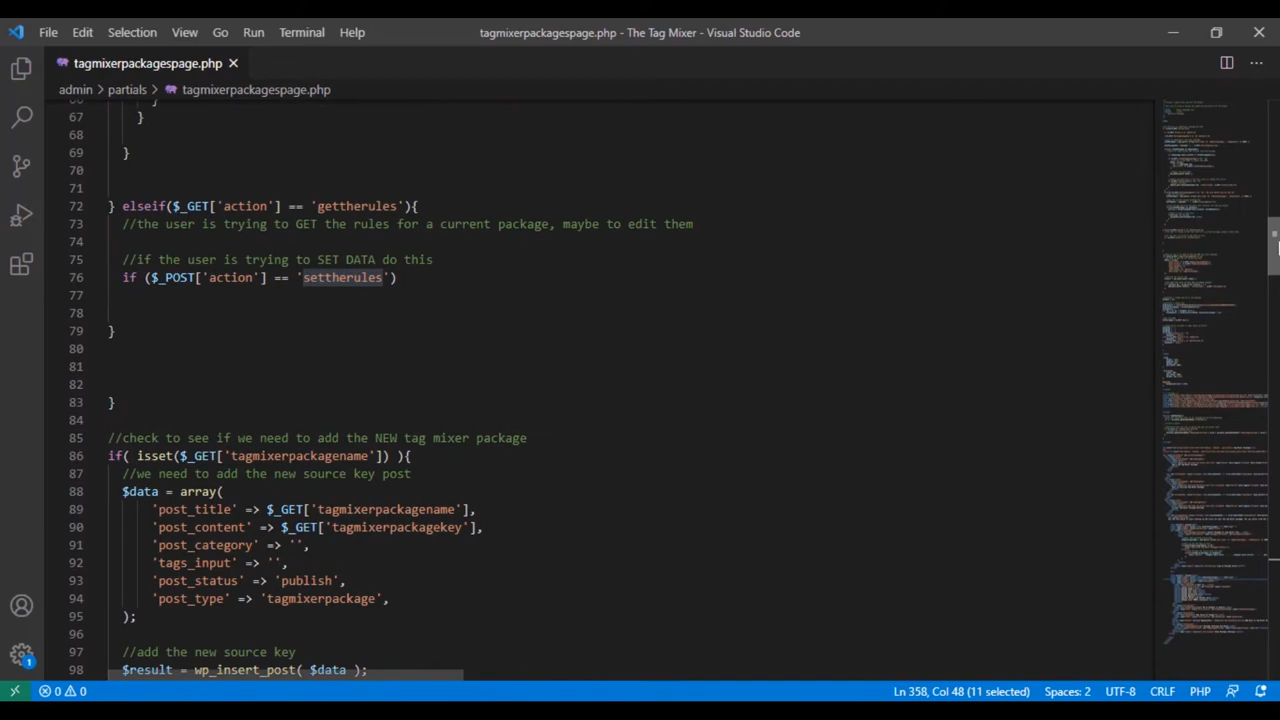 File Edit Selection View Go Run Terminal Help tagmixerpackagespage.php - The Tag Mixer - Visual Studio Code
tagmixerpackagespage.php
admin > partials > tagmixerpackagespage.php
66 }
67 }
68
69 }
70
71
72 } elseif($_GET['action'] == 'gettherules'){
73 //the user is trying to GET the rules for a current package, maybe to edit them
74
75 //if the user is trying to SET DATA do this
76 if ($_POST['action'] == 'settherules')
77
78
79 }
80
81
82
83 }
84
85 //check to see if we need to add the NEW tag mixer package
86 if( isset($_GET['tagmixerpackagename']) ){
87 //we need to add the new source key post
88 $data = array(
89 'post_title' => $_GET['tagmixerpackagename'],
90 'post_content' => $_GET['tagmixerpackagekey'],
91 'post_category' => '',
92 'tags_input' => '',
93 'post_status' => 'publish',
94 'post_type' => 'tagmixerpackage',
95 );
96
97 //add the new source key
98 $result = wp_insert_post( $data );
1
0 0 Ln 358, Col 48 (11 selected) Spaces: 2 UTF-8 CRLF PHP